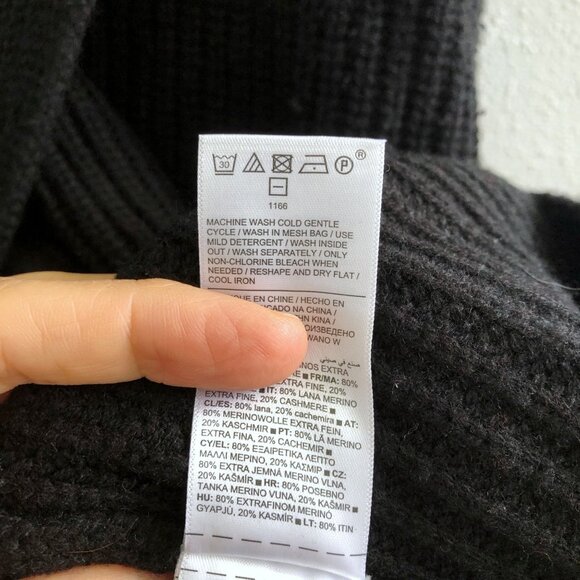 30
®
P
1166
MACHINE WASH COLD GENTLE
CYCLE / WASH IN MESH BAG / USE
MILD DETERGENT / WASH INSIDE
OUT / WASH SEPARATELY / ONLY
NON-CHLORINE BLEACH WHEN
NEEDED / RESHAPE AND DRY FLAT /
COOL IRON
EN CHINE / HECHO EN
NA CHINA /
KINA /
W
صنع في صيني
EXTRA
■ FR/MA: 80%
FINE, 20%
■ IT: 80% LANA MERINO
EXTRA FINE, 20% CASHMERE ■
CL/ES: 80% lana, 20% cachemira ■ AT:
80% MERINOWOLLE EXTRA FEIN,
20% KASCHMIR ■ PT: 80% LÃ MERINO
EXTRA FINA, 20% CACHEMIR ■
CY/EL: 80% ΕΞΑΙΡΕΤΙΚΑ ΛΕΠΤΟ
ΜΑΛΛΙ ΜΕΡΙΝΟ, 20% ΚΑΣΜΙΡ ■ CZ:
80% EXTRA JEMNÁ MERINO VLNA,
20% KAŠMÍR ■ HR: 80% POSEBNO
TANKA MERINO VUNA, 20% KAŠMIR ■
HU: 80% EXTRAFINOM MERINÓ
GYAPJÚ, 20% KASMÍR ■ LT: 80% ITIN